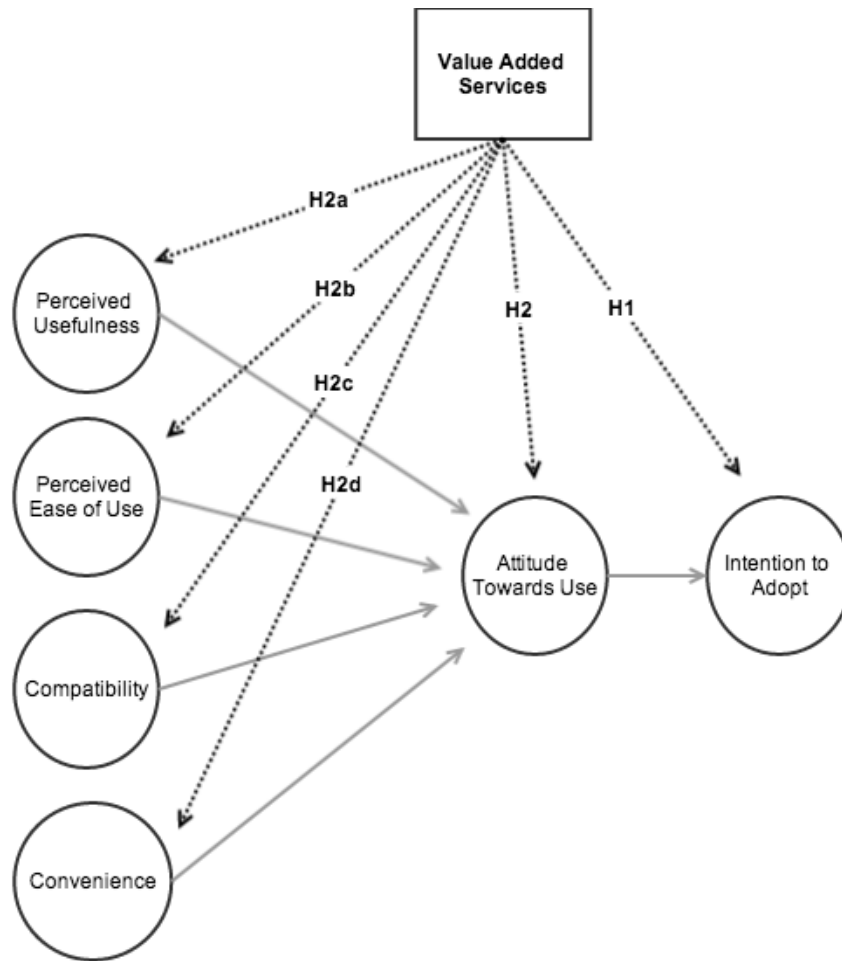 Value Added
Services
H2a
H2b
H2
H1
H2c
H2d
Perceived
Usefulness
Perceived
Ease of Use
Attitude
Towards Use
Intention to
Adopt
Compatibility
Convenience